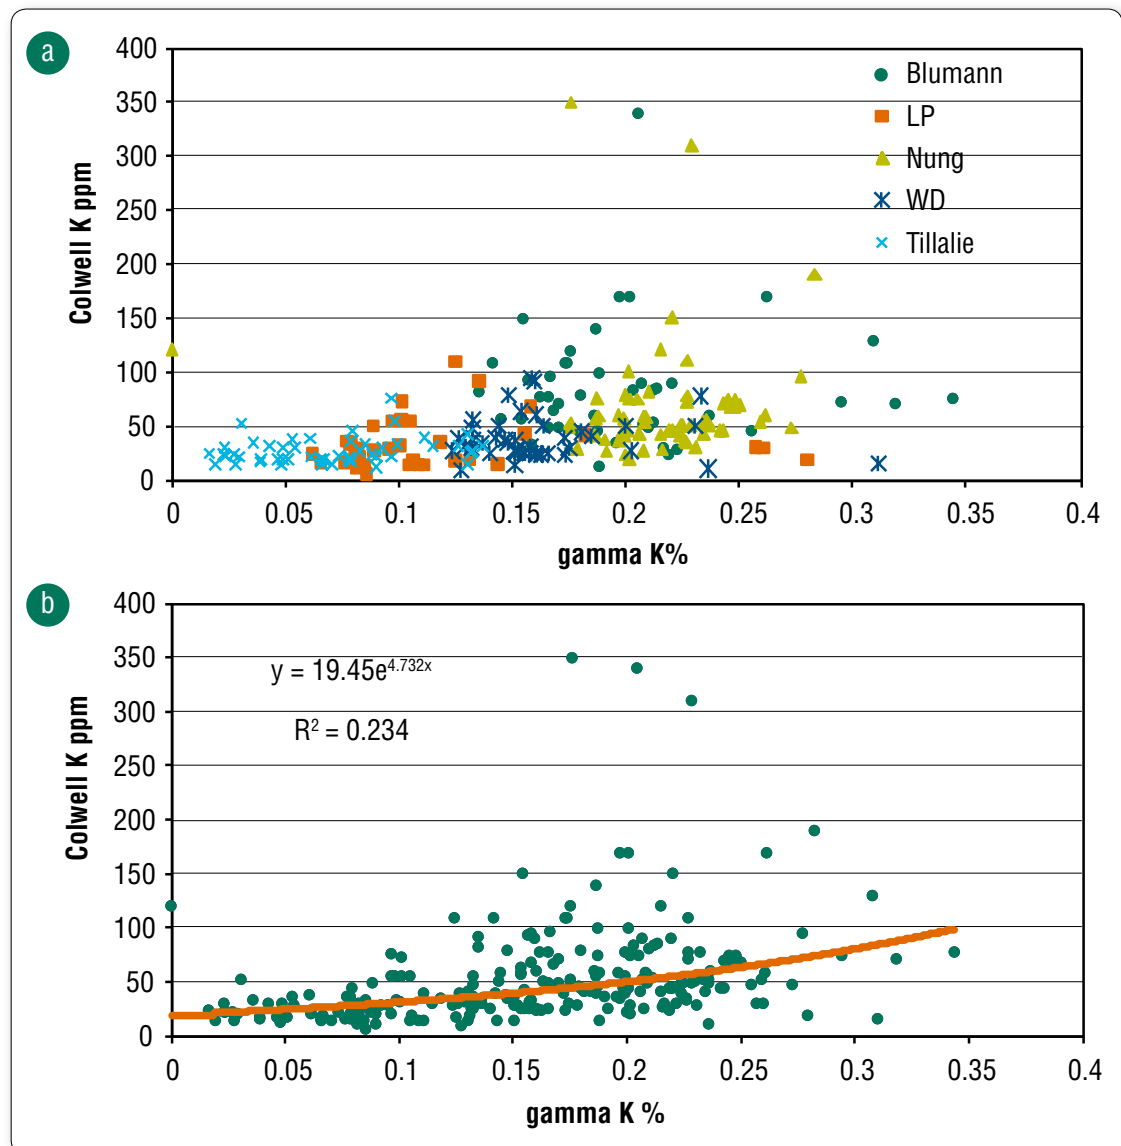 a
400
350
300
250
200
150
100
50
0
Colwell K ppm
Blumann
LP
Nung
WD
Tillalie
0 0.05 0.1 0.15 0.2 0.25 0.3 0.35 0.4
gamma K%
b
400
350
300
250
200
150
100
50
0
Colwell K ppm
y = 19.45e^4.732x
R² = 0.234
0 0.05 0.1 0.15 0.2 0.25 0.3 0.35 0.4
gamma K %